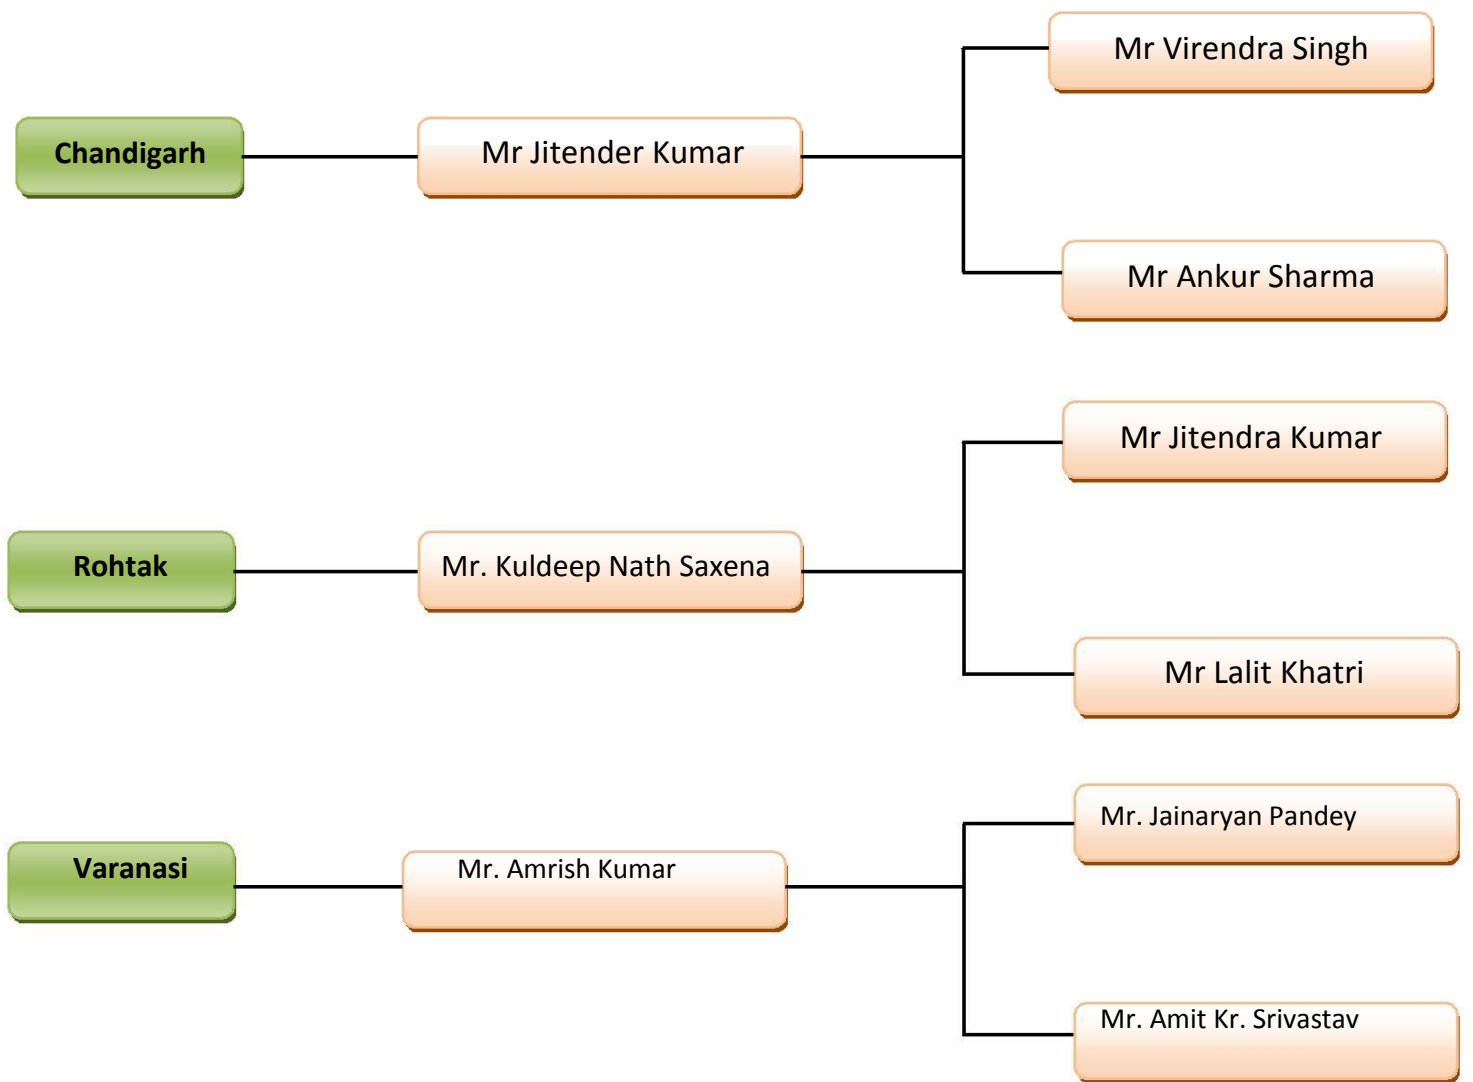 Mr Virendra Singh
Chandigarh
Mr Jitender Kumar
Mr Ankur Sharma
Mr Jitendra Kumar
Rohtak
Mr. Kuldeep Nath Saxena
Mr Lalit Khatri
Mr. Jainaryan Pandey
Varanasi
Mr. Amrish Kumar
Mr. Amit Kr. Srivastav